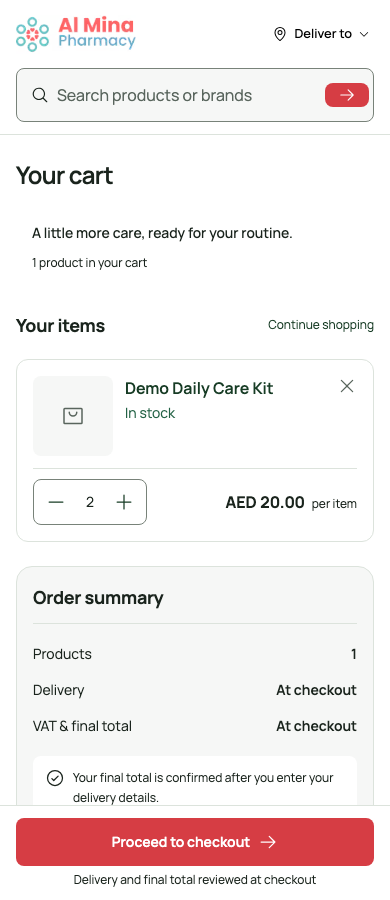 Al Mina
Pharmacy
Deliver to
Search products or brands
Your cart
A little more care, ready for your routine.
1 product in your cart
Your items
Continue shopping
Demo Daily Care Kit
In stock
2
AED 20.00 per item
Order summary
Products 1
Delivery At checkout
VAT & final total At checkout
Your final total is confirmed after you enter your
delivery details.
Proceed to checkout
Delivery and final total reviewed at checkout